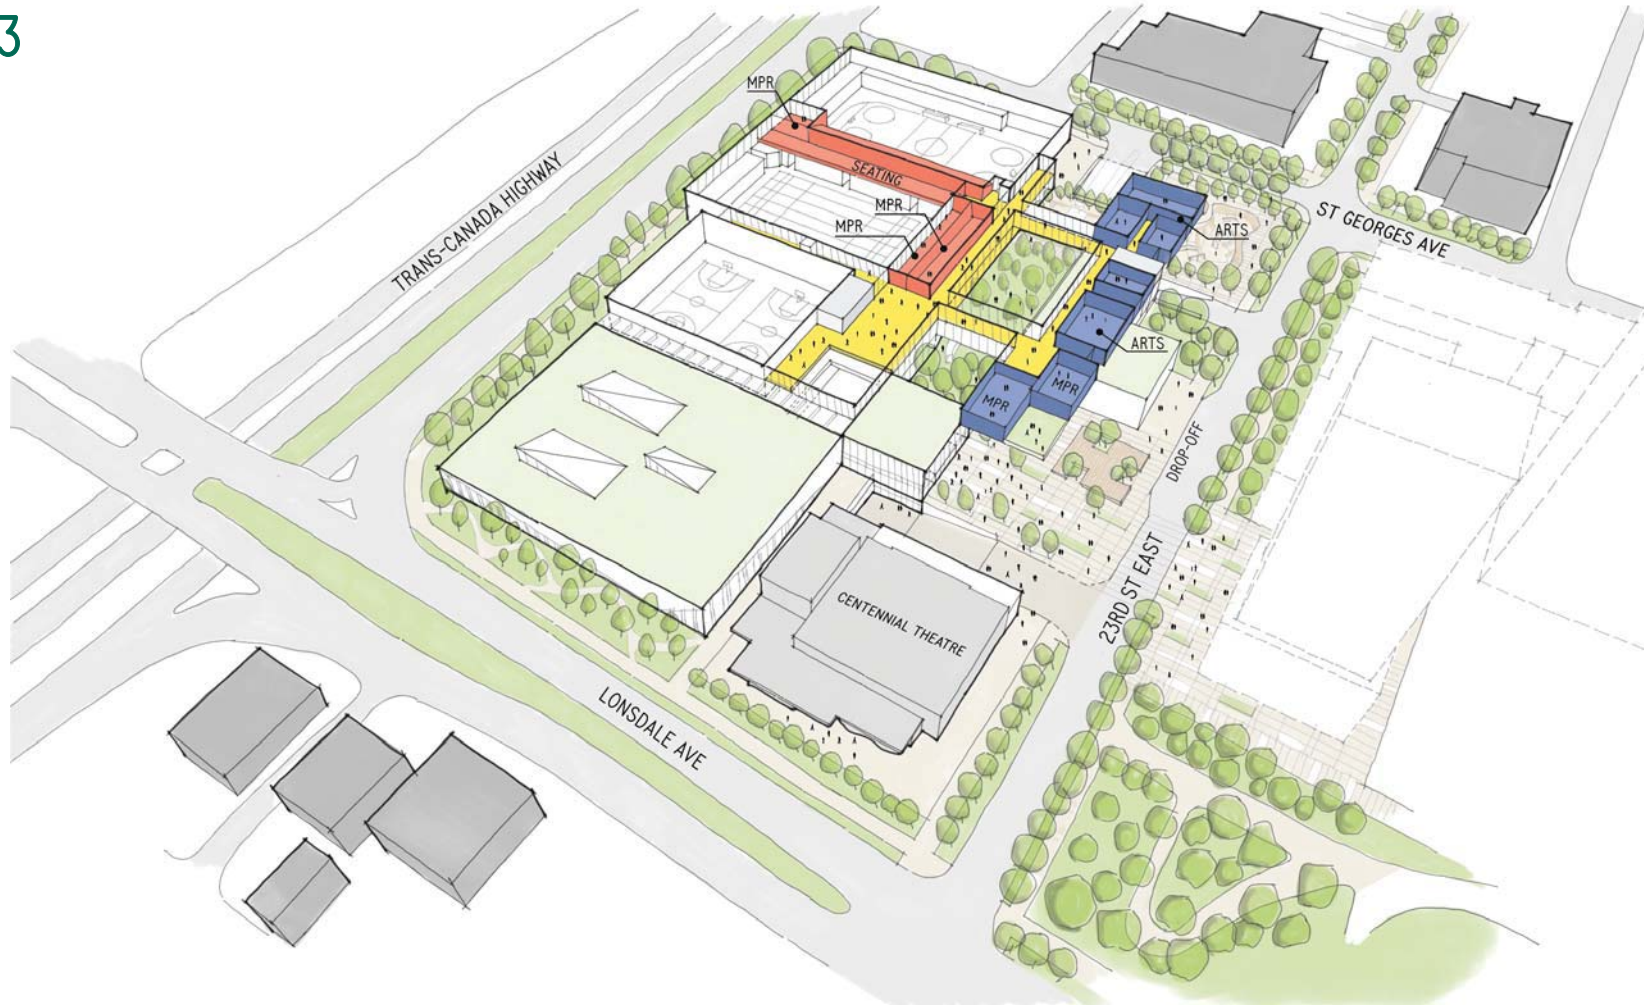 3
MPR
SEATING
TRANS-CANADA HIGHWAY
MPR
MPR
ST GEORGES AVE
ARTS
ARTS
MPR
MPR
DROP-OFF
23RD ST EAST
CENTENNIAL THEATRE
LONSDALE AVE